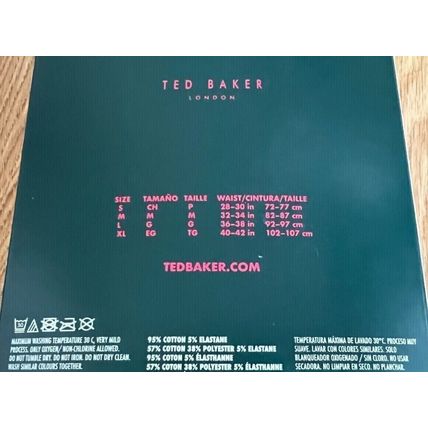 TED BAKER
LONDON
SIZE TAMAÑO TAILLE WAIST/CINTURA/TAILLE
S CH P 28-30 in 72-77 cm
M M M 32-34 in 82-87 cm
L G G 36-38 in 92-97 cm
XL EG TG 40-42 in 102-107 cm
TEDBAKER.COM
30
MAXIMUM WASHING TEMPERATURE 30 C, VERY MILD
PROCESS. ONLY OXYGEN/ NON-CHLORINE ALLOWED.
DO NOT TUMBLE DRY. DO NOT IRON. DO NOT DRY CLEAN.
WASH SIMILAR COLOURS TOGETHER.
95% COTTON 5% ELASTANE
57% COTTON 38% POLYESTER 5% ELASTANE
95% COTON 5% ÉLASTHANNE
57% COTON 38% POLYESTER 5% ÉLASTHANNE
TEMPERATURA MÁXIMA DE LAVADO 30°C. PROCESO MUY
SUAVE. LAVAR CON COLORES SIMILARES. SOLO
BLANQUEADOR OXIGENADO / SIN CLORO. NO USAR
SECADORA. NO LIMPIAR EN SECO. NO PLANCHAR.